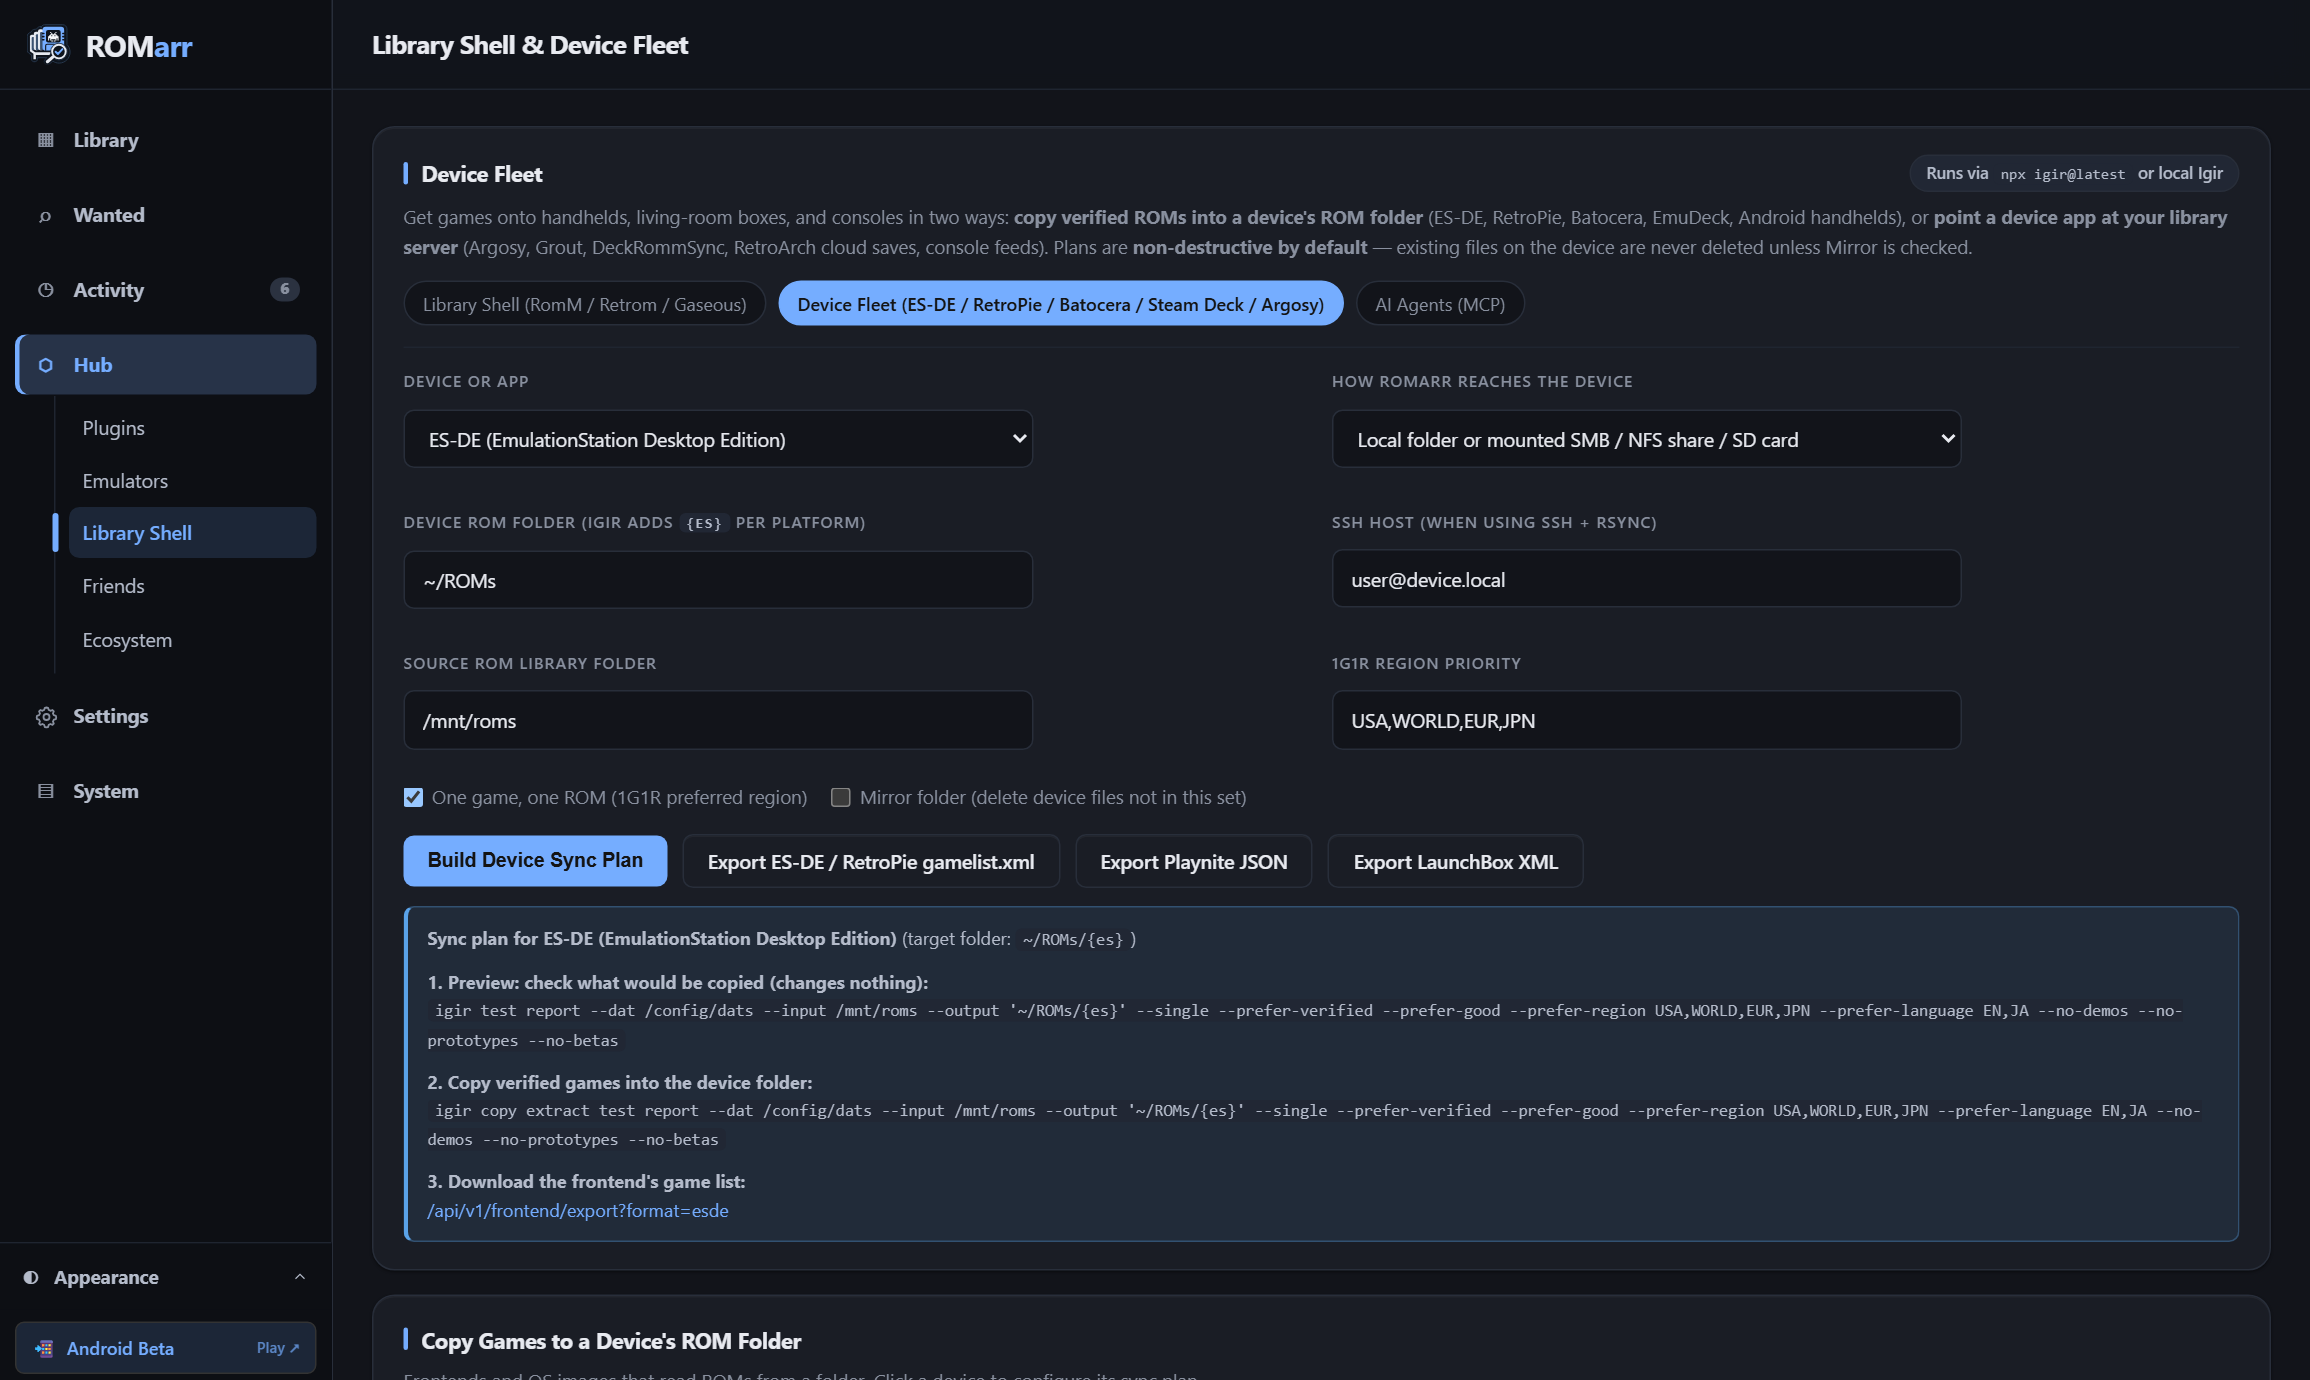 ROMarr
Library Shell & Device Fleet
Library
Wanted
Activity 6
Hub
Plugins
Emulators
Library Shell
Friends
Ecosystem
Settings
System
Appearance
Android Beta Play ↗
Device Fleet
Runs via npx igir@latest or local Igir
Get games onto handhelds, living-room boxes, and consoles in two ways: copy verified ROMs into a device's ROM folder (ES-DE, RetroPie, Batocera, EmuDeck, Android handhelds), or point a device app at your library
server (Argosy, Grout, DeckRommSync, RetroArch cloud saves, console feeds). Plans are non-destructive by default — existing files on the device are never deleted unless Mirror is checked.
Library Shell (RomM / Retrom / Gaseous)
Device Fleet (ES-DE / RetroPie / Batocera / Steam Deck / Argosy)
AI Agents (MCP)
DEVICE OR APP
ES-DE (EmulationStation Desktop Edition)
HOW ROMARR REACHES THE DEVICE
Local folder or mounted SMB / NFS share / SD card
DEVICE ROM FOLDER (IGIR ADDS {ES} PER PLATFORM)
~/ROMs
SSH HOST (WHEN USING SSH + RSYNC)
user@device.local
SOURCE ROM LIBRARY FOLDER
/mnt/roms
1G1R REGION PRIORITY
USA,WORLD,EUR,JPN
One game, one ROM (1G1R preferred region)
Mirror folder (delete device files not in this set)
Build Device Sync Plan
Export ES-DE / RetroPie gamelist.xml
Export Playnite JSON
Export LaunchBox XML
Sync plan for ES-DE (EmulationStation Desktop Edition) (target folder: ~/ROMs/{es} )
1. Preview: check what would be copied (changes nothing):
igir test report --dat /config/dats --input /mnt/roms --output '~/ROMs/{es}' --single --prefer-verified --prefer-good --prefer-region USA,WORLD,EUR,JPN --prefer-language EN,JA --no-demos --no-
prototypes --no-betas
2. Copy verified games into the device folder:
igir copy extract test report --dat /config/dats --input /mnt/roms --output '~/ROMs/{es}' --single --prefer-verified --prefer-good --prefer-region USA,WORLD,EUR,JPN --prefer-language EN,JA --no-
demos --no-prototypes --no-betas
3. Download the frontend's game list:
/api/v1/frontend/export?format=esde
Copy Games to a Device's ROM Folder
Frontends and OS images that read ROMs from a folder. Click a device to configure its sync plan.